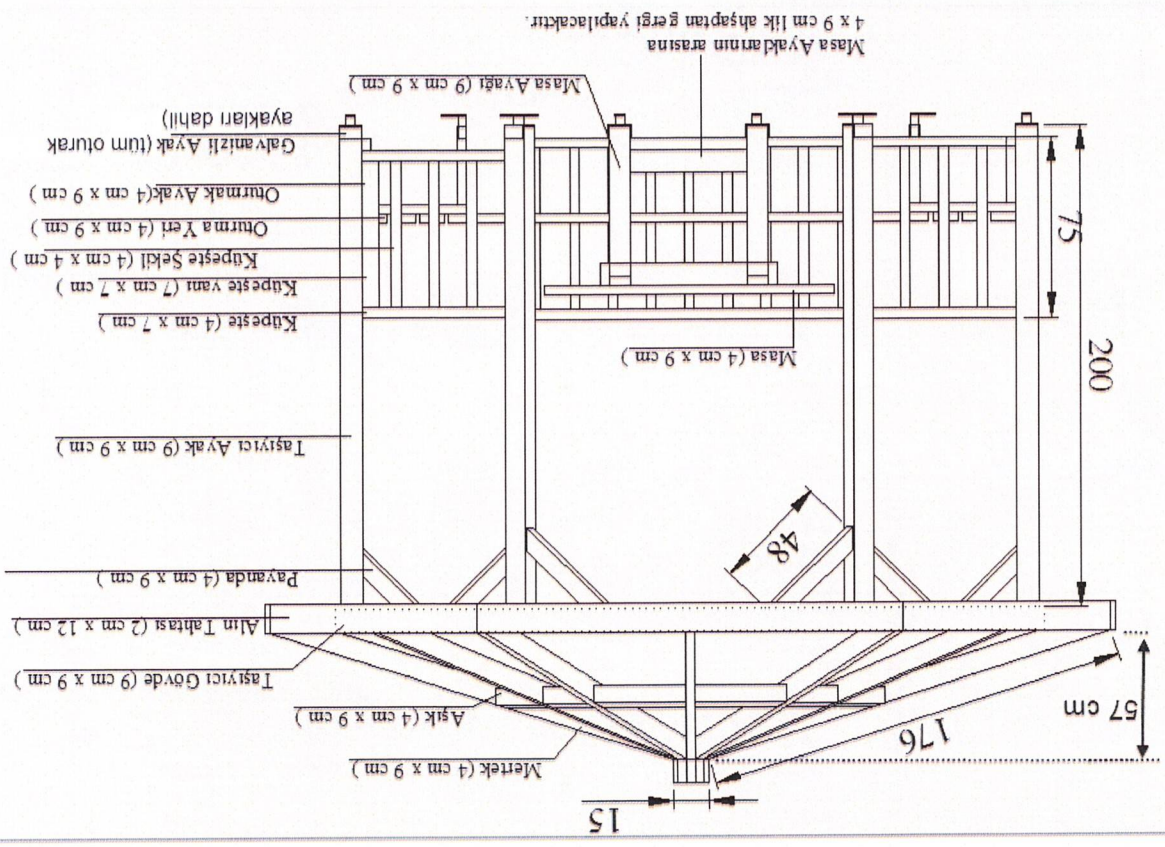 15
Mertek (4 cm x 9 cm )
176
57 cm
Aşık (4 cm x 9 cm )
Taşıyıcı Gövde (9 cm x 9 cm )
Alın Tahtası (2 cm x 12 cm )
Payanda (4 cm x 9 cm )
48
Taşıyıcı Ayak (9 cm x 9 cm )
200
Masa (4 cm x 9 cm )
Küpeşte (4 cm x 7 cm )
Küpeşte yanı (7 cm x 7 cm )
Küpeşte Şekil (4 cm x 4 cm )
75
Oturma Yeri (4 cm x 9 cm )
Oturmak Ayak(4 cm x 9 cm )
Galvanizli Ayak (tüm oturak
ayakları dahil)
Masa Ayağı (9 cm x 9 cm )
Masa Ayaklarının arasına
4 x 9 cm lik ahşaptan gergi yapılacaktır.